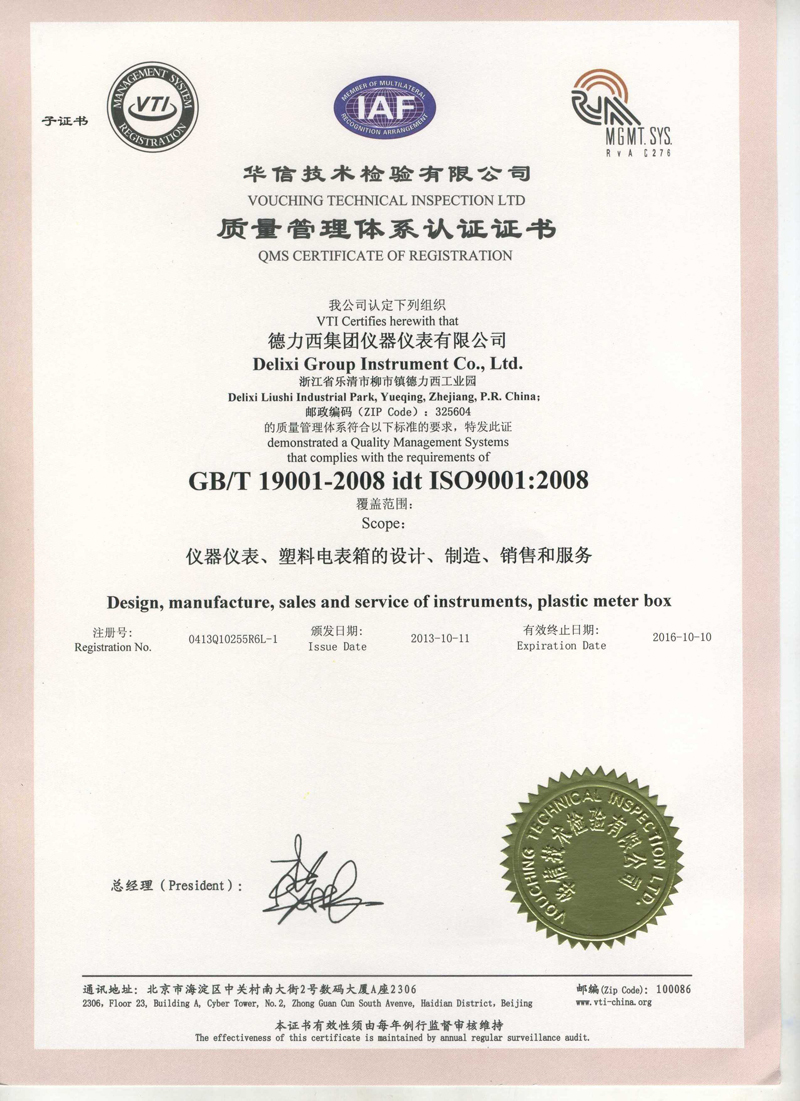 子证书
MANAGEMENT SYSTEM
VTI
REGISTRATION
MEMBER OF MULTILATERAL
IAF
RECOGNITION ARRANGEMENT
RvA
MGMT. SYS.
RvA C276
华信技术检验有限公司
VOUCHING TECHNICAL INSPECTION LTD
质量管理体系认证证书
QMS CERTIFICATE OF REGISTRATION
我公司认定下列组织
VTI Certifies herewith that
德力西集团仪器仪表有限公司
Delixi Group Instrument Co., Ltd.
浙江省乐清市柳市镇德力西工业园
Delixi Liushi Industrial Park, Yueqing, Zhejiang, P.R. China;
邮政编码（ZIP Code）: 325604
的质量管理体系符合以下标准的要求，特发此证
demonstrated a Quality Management Systems
that complies with the requirements of
GB/T 19001-2008 idt ISO9001:2008
覆盖范围:
Scope:
仪器仪表、塑料电表箱的设计、制造、销售和服务
Design, manufacture, sales and service of instruments, plastic meter box
注册号: 颁发日期: 有效终止日期:
0413Q10255R6L-1 2013-10-11 2016-10-10
Registration No. Issue Date Expiration Date
VOUCHING TECHNICAL INSPECTION LTD.
华信技术检验有限公司
总经理（President）:
通讯地址: 北京市海淀区中关村南大街2号数码大厦A座2306 邮编(Zip Code): 100086
2306, Floor 23, Building A, Cyber Tower, No.2, Zhong Guan Cun South Avenve, Haidian District, Beijing www.vti-china.org
本证书有效性须由每年例行监督审核维持
The effectiveness of this certificate is maintained by annual regular surveillance audit.